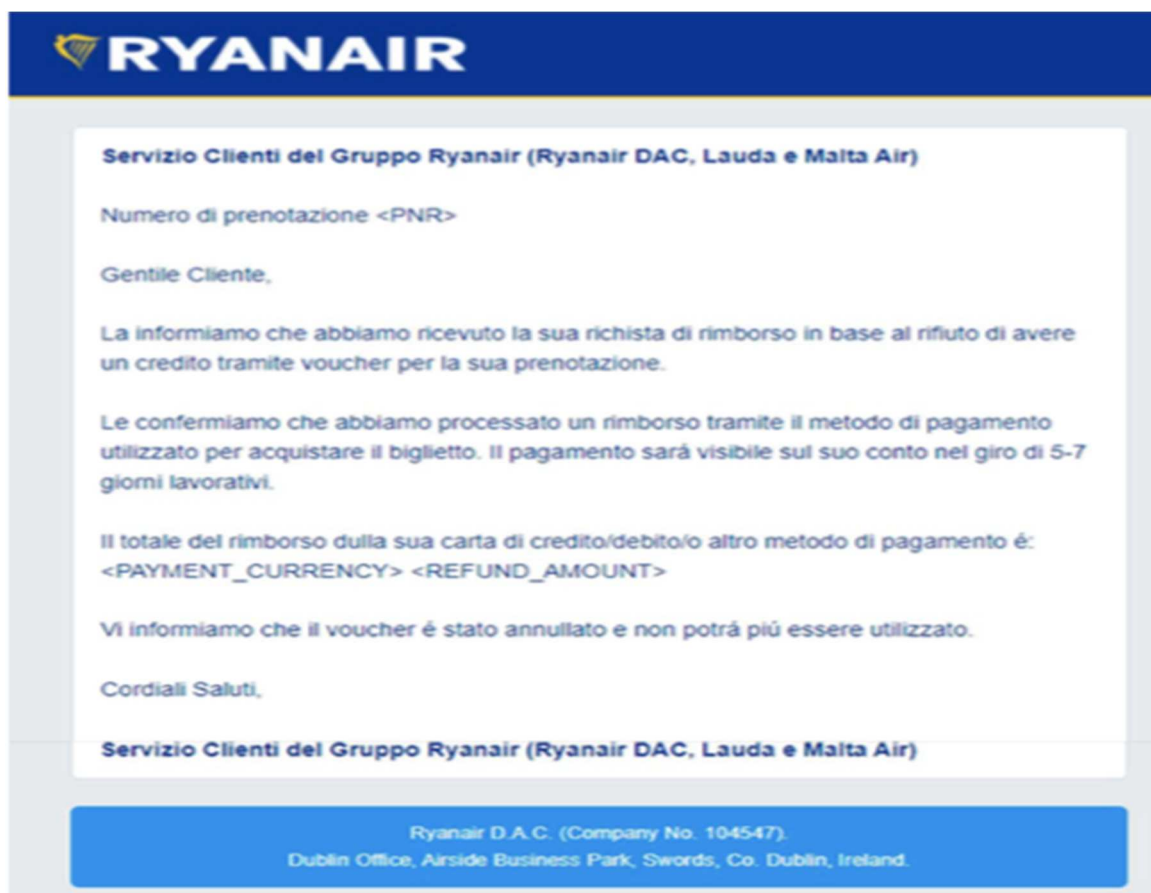 RYANAIR
Servizio Clienti del Gruppo Ryanair (Ryanair DAC, Lauda e Malta Air)
Numero di prenotazione <PNR>
Gentile Cliente,
La informiamo che abbiamo ricevuto la sua richista di rimborso in base al rifiuto di avere
un credito tramite voucher per la sua prenotazione.
Le confermiamo che abbiamo processato un rimborso tramite il metodo di pagamento
utilizzato per acquistare il biglietto. Il pagamento sará visibile sul suo conto nel giro di 5-7
giorni lavorativi.
Il totale del rimborso dulla sua carta di credito/debito/o altro metodo di pagamento é:
<PAYMENT_CURRENCY> <REFUND_AMOUNT>
Vi informiamo che il voucher é stato annullato e non potrá piú essere utilizzato.
Cordiali Saluti,
Servizio Clienti del Gruppo Ryanair (Ryanair DAC, Lauda e Malta Air)
Ryanair D.A.C. (Company No. 104547).
Dublin Office, Airside Business Park, Swords, Co. Dublin, Ireland.